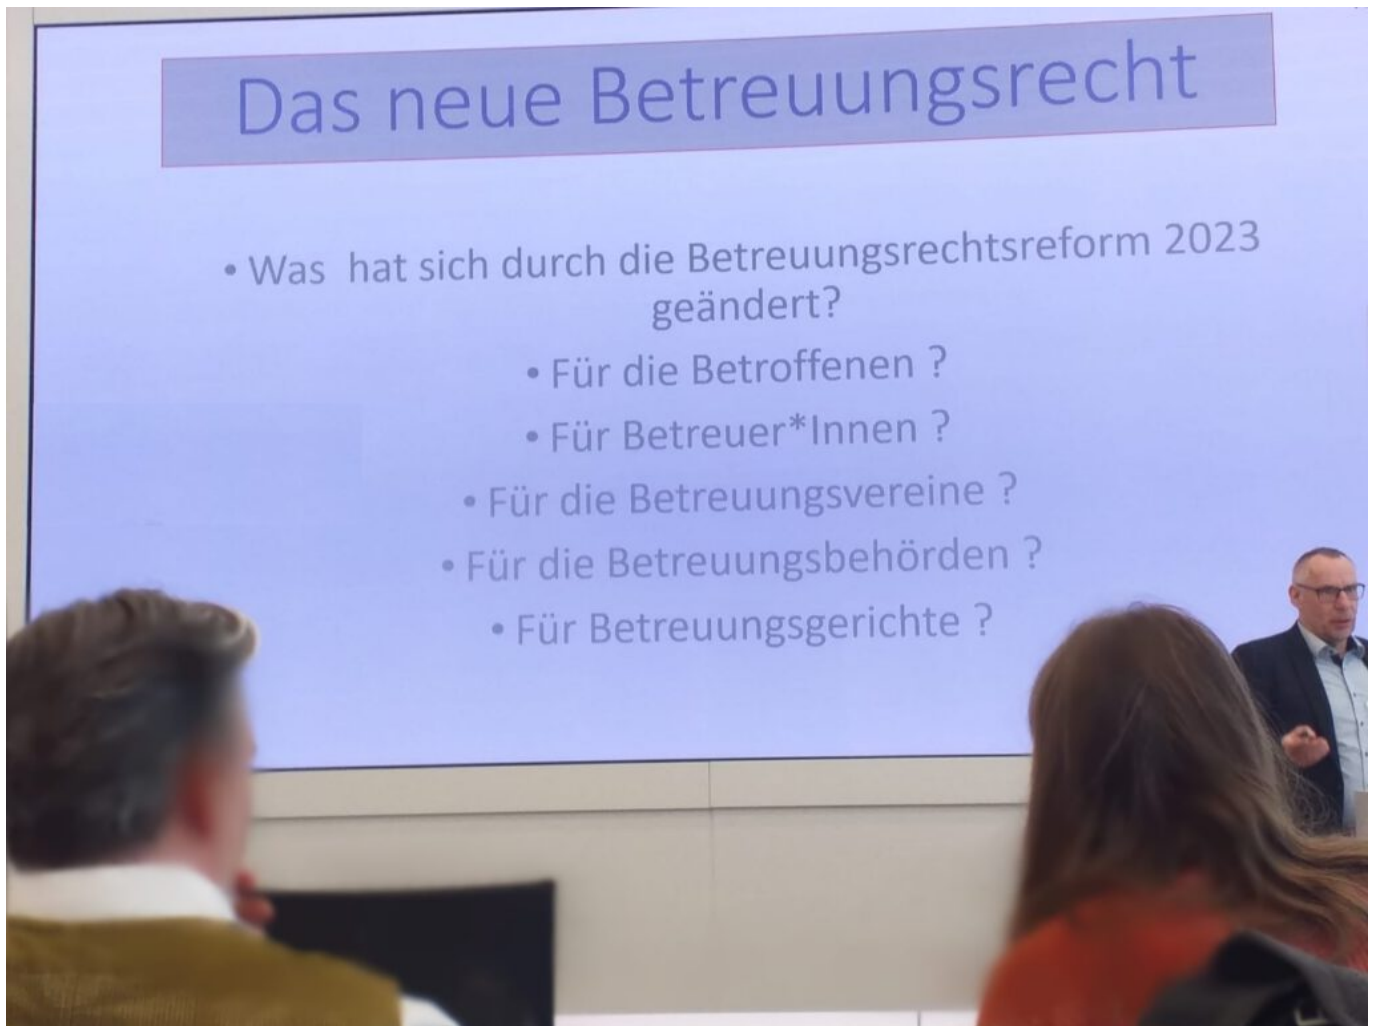 Das neue Betreuungsrecht
• Was hat sich durch die Betreuungsrechtsreform 2023
geändert?
• Für die Betroffenen ?
• Für Betreuer*Innen ?
• Für die Betreuungsvereine ?
• Für die Betreuungsbehörden ?
• Für Betreuungsgerichte ?